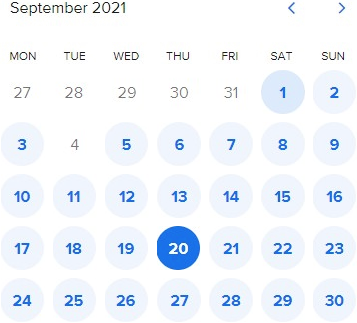 September 2021
MON TUE WED THU FRI SAT SUN
27 28 29 30 31 1 2
3 4 5 6 7 8 9
10 11 12 13 14 15 16
17 18 19 20 21 22 23
24 25 26 27 28 29 30